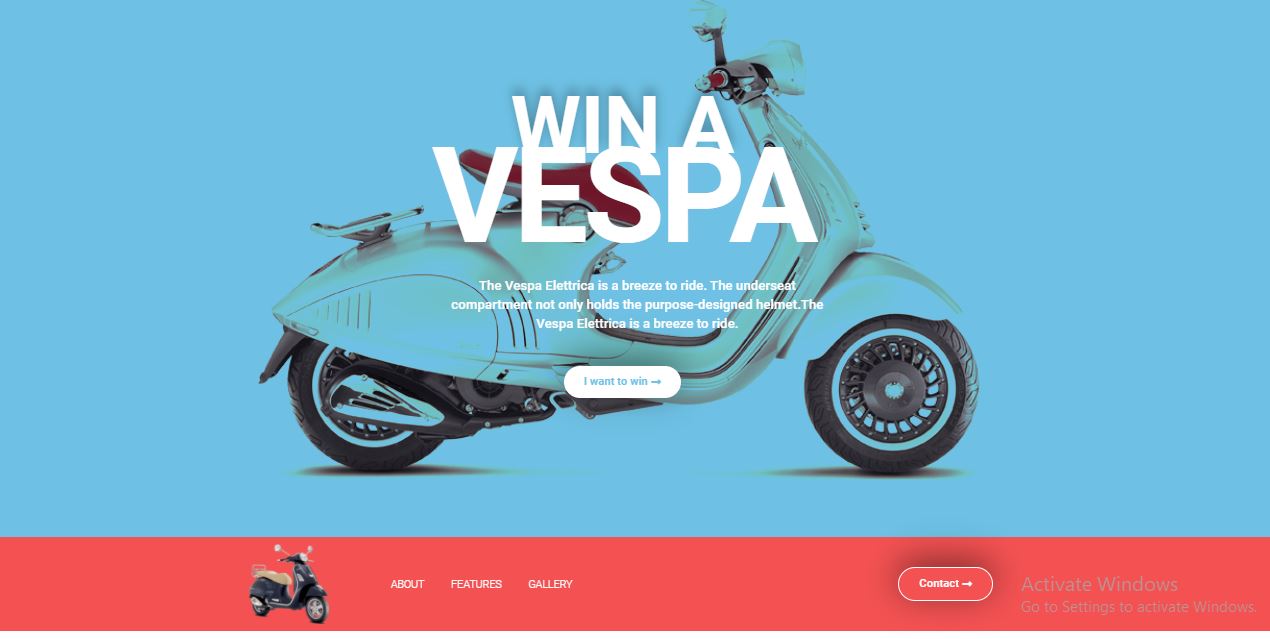 WIN A
VESPA
The Vespa Elettrica is a breeze to ride. The underseat
compartment not only holds the purpose-designed helmet.The
Vespa Elettrica is a breeze to ride.
I want to win →
ABOUT FEATURES GALLERY
Contact →
Activate Windows
Go to Settings to activate Windows.